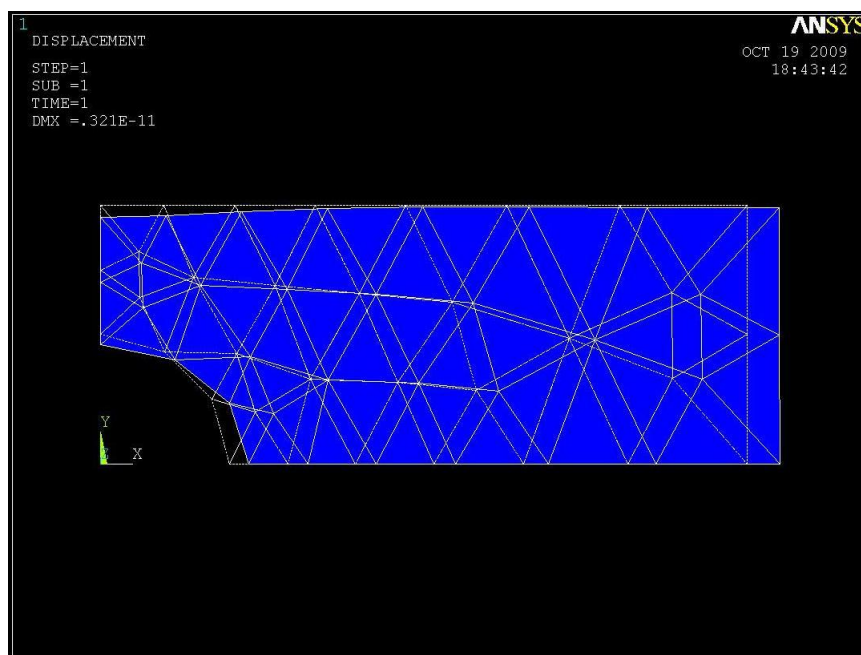 1
DISPLACEMENT
STEP=1
SUB =1
TIME=1
DMX =.321E-11
ANSYS
OCT 19 2009
18:43:42
Y
X